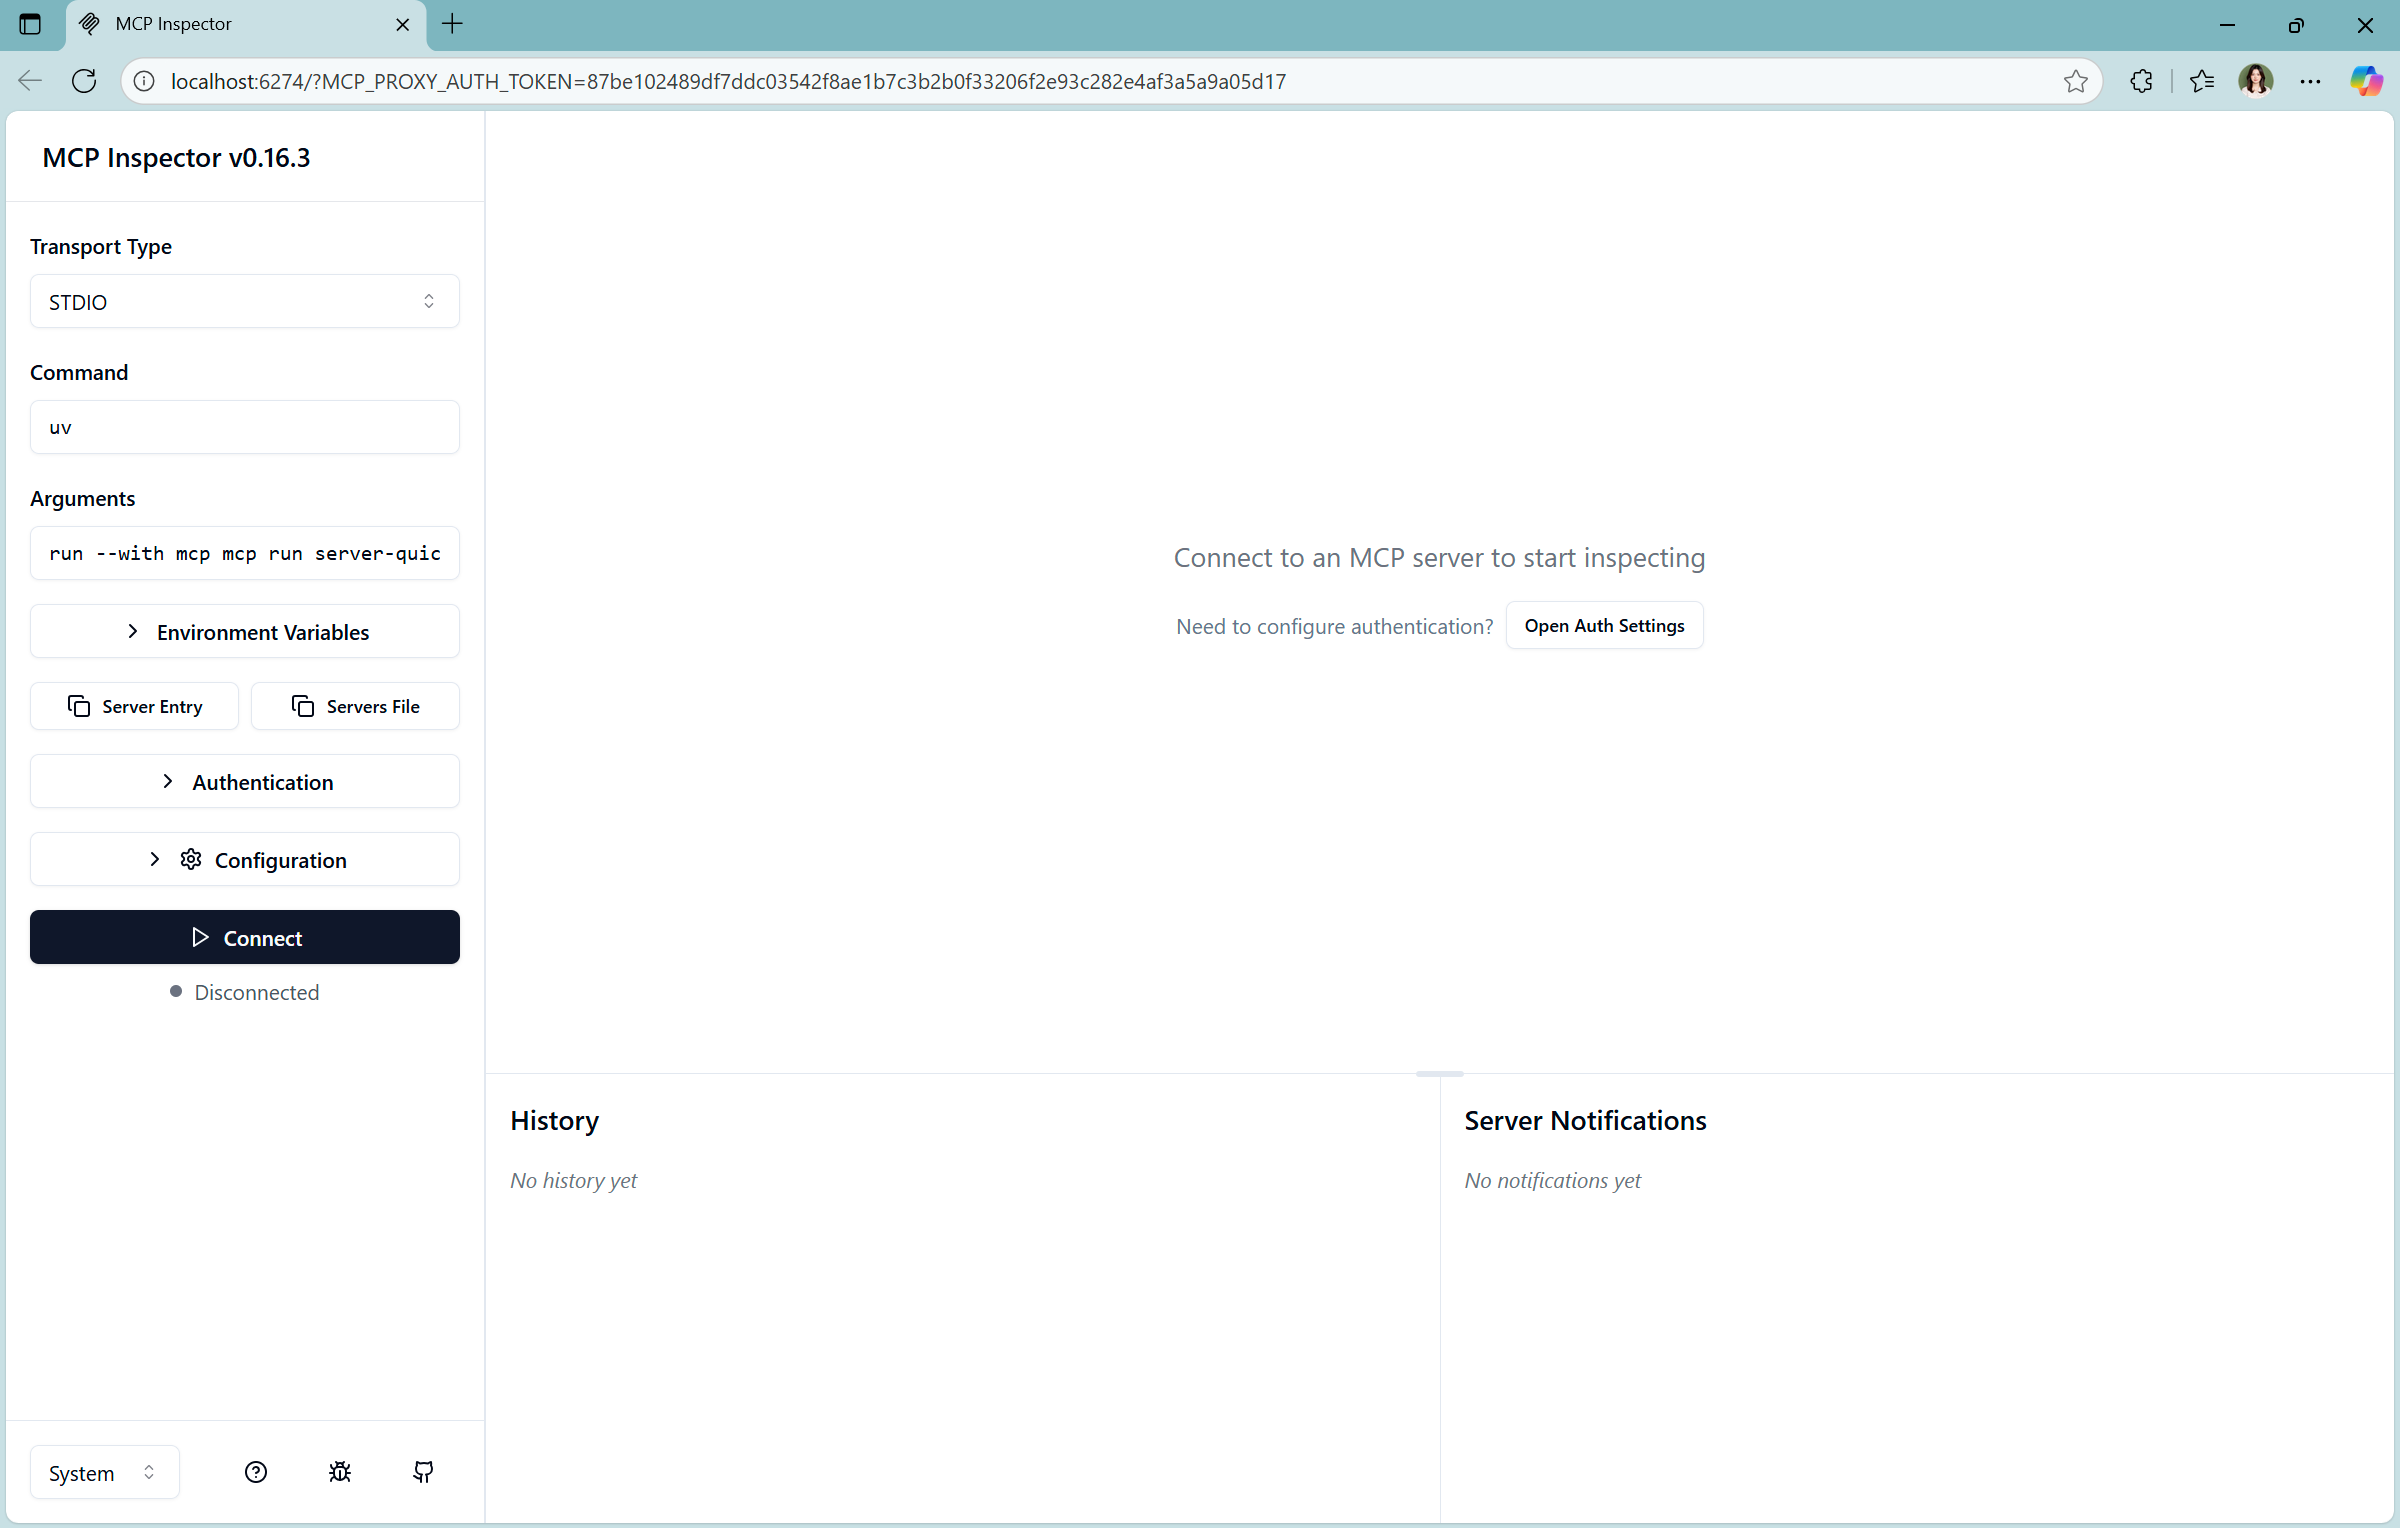 MCP Inspector
localhost:6274/?MCP_PROXY_AUTH_TOKEN=87be102489df7ddc03542f8ae1b7c3b2b0f33206f2e93c282e4af3a5a9a05d17
MCP Inspector v0.16.3
Transport Type
STDIO
Command
uv
Arguments
run --with mcp mcp run server-quic
Environment Variables
Server Entry
Servers File
Authentication
Configuration
Connect
Disconnected
System
Connect to an MCP server to start inspecting
Need to configure authentication? Open Auth Settings
History
No history yet
Server Notifications
No notifications yet